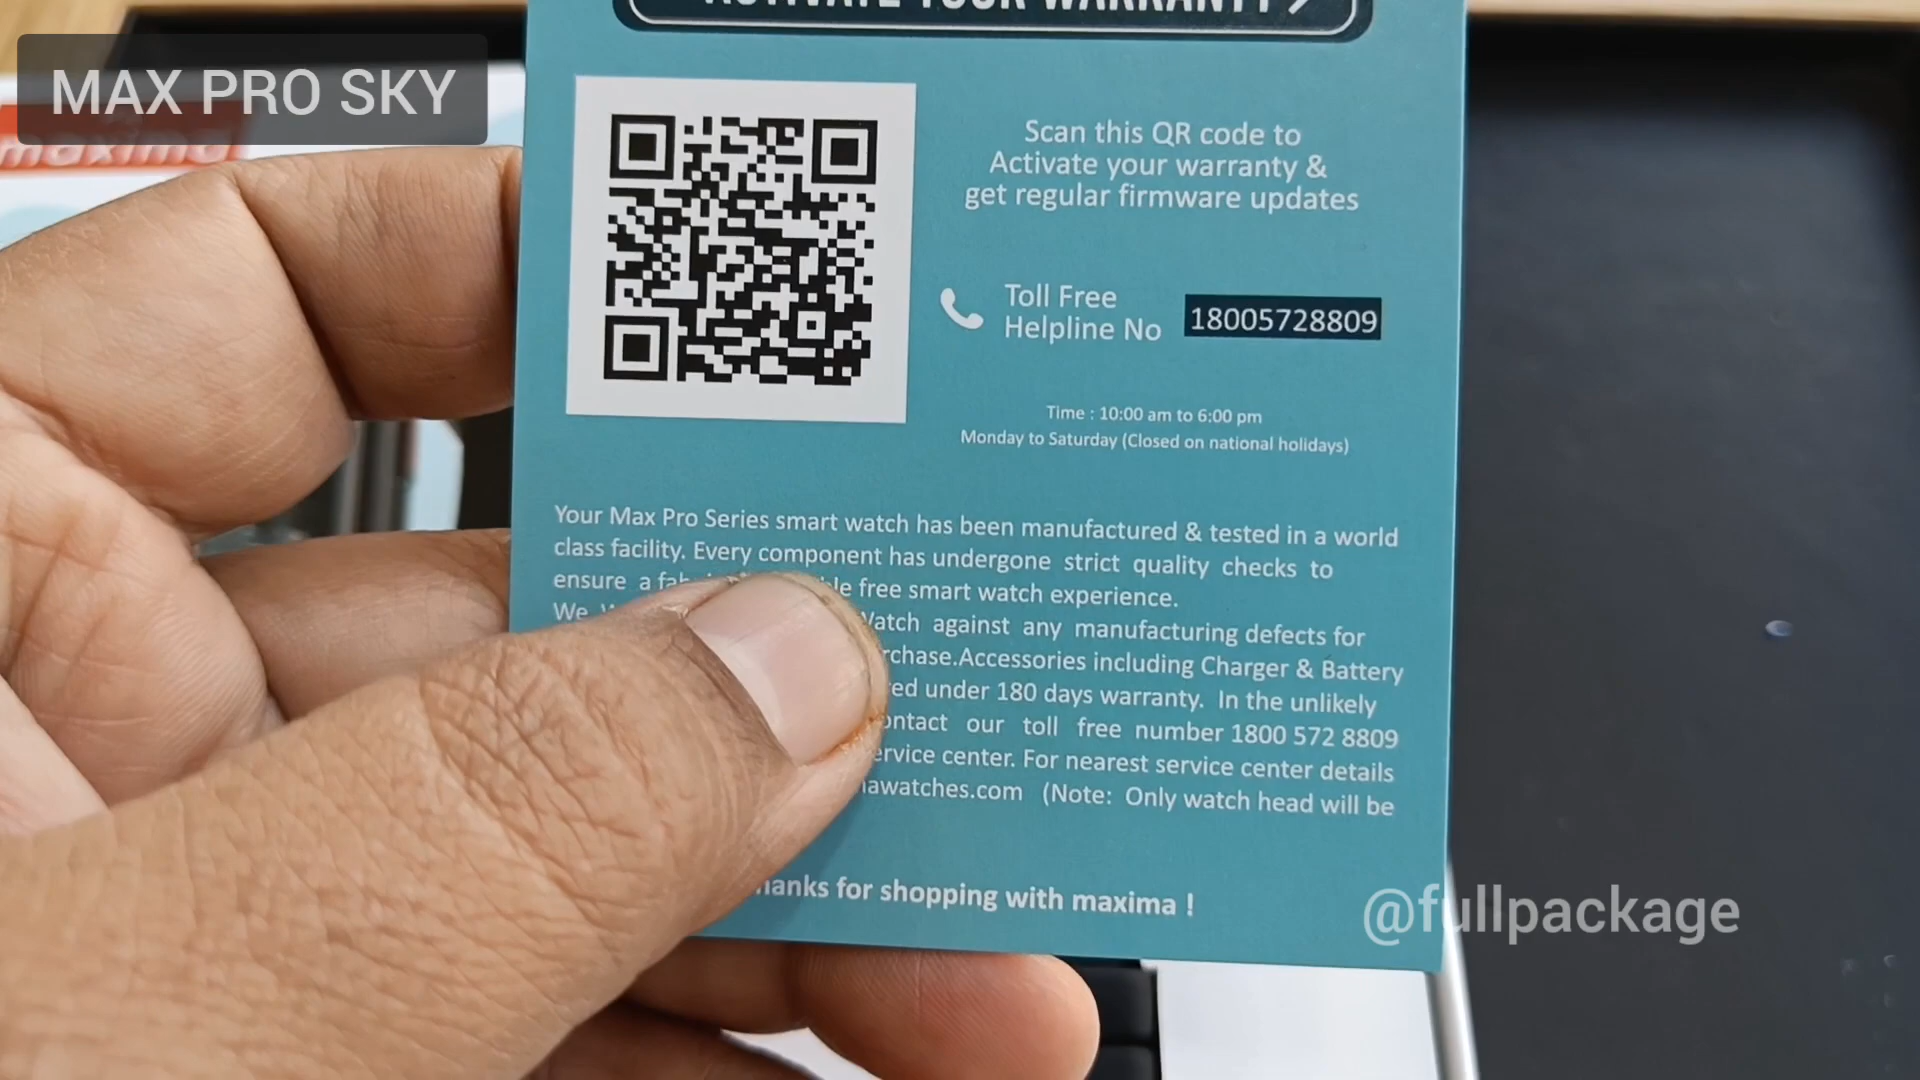 ACTIVATE YOUR WARRANTY
MAX PRO SKY
maxima
Scan this QR code to
Activate your warranty &
get regular firmware updates
Toll Free
Helpline No
18005728809
Time : 10:00 am to 6:00 pm
Monday to Saturday (Closed on national holidays)
Your Max Pro Series smart watch has been manufactured & tested in a world
class facility. Every component has undergone strict quality checks to
ensure a free smart watch experience.
We against any manufacturing defects for
Accessories including Charger & Battery
under 180 days warranty. In the unlikely
our toll free number 1800 572 8809
center. For nearest service center details
(Note: Only watch head will be
for shopping with maxima !
@fullpackage